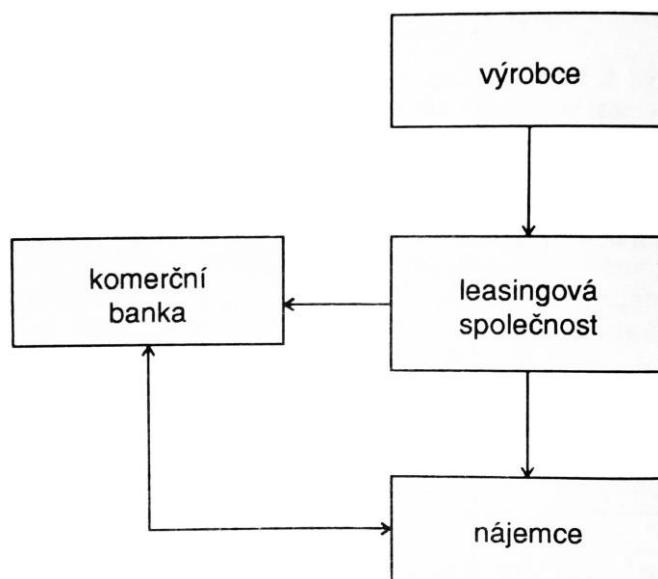 výrobce
komerční
banka
leasingová
společnost
nájemce